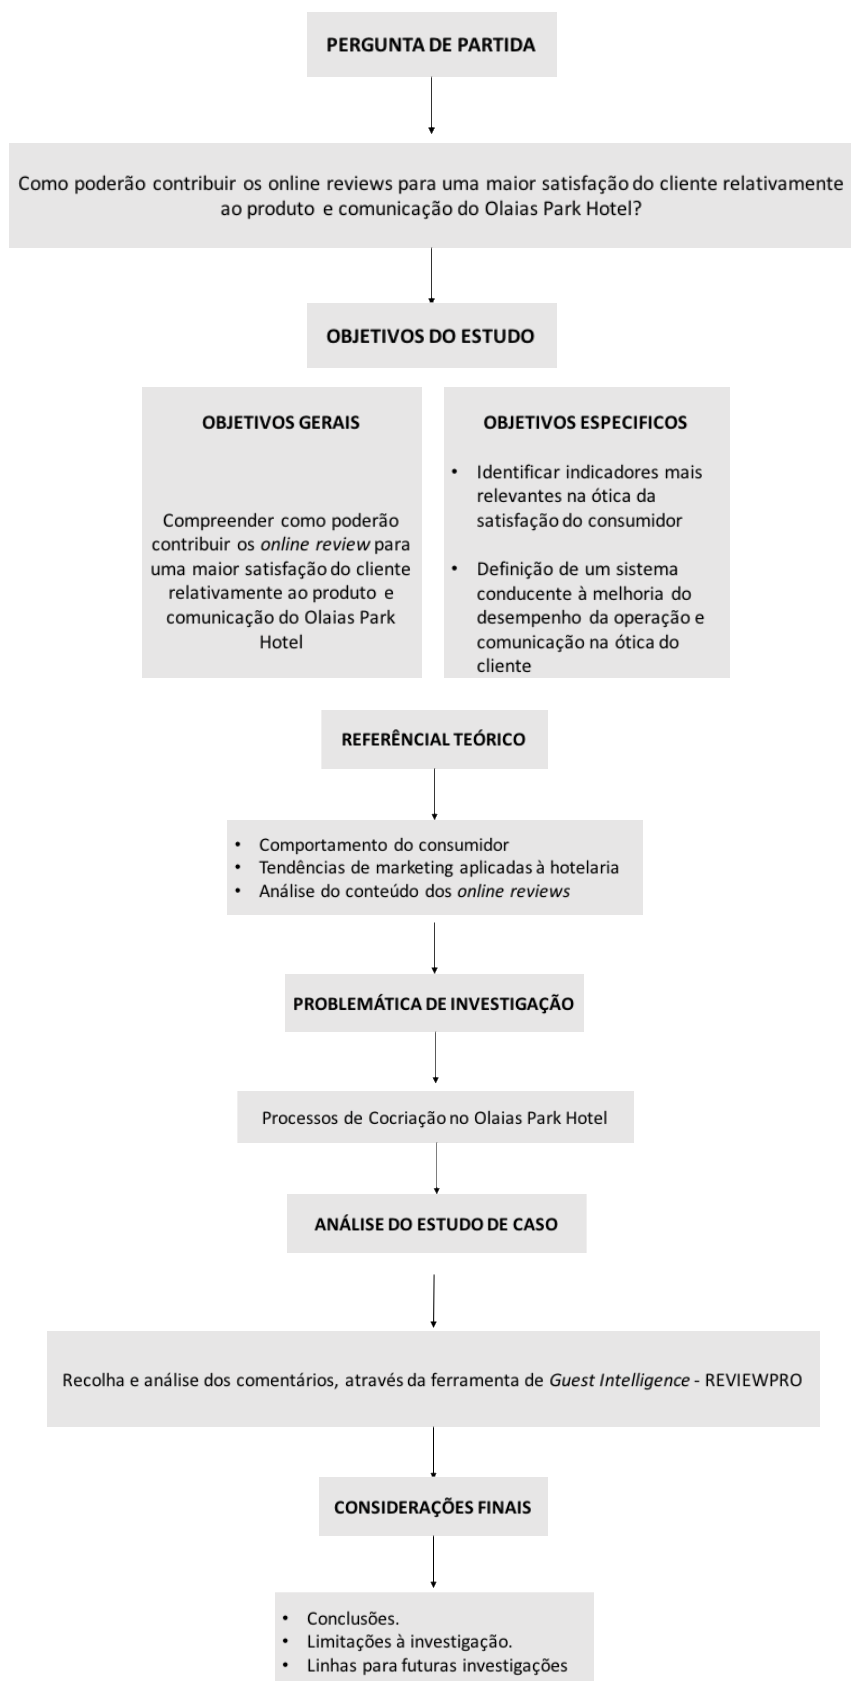 PERGUNTA DE PARTIDA
Como poderão contribuir os online reviews para uma maior satisfação do cliente relativamente
ao produto e comunicação do Olaias Park Hotel?
OBJETIVOS DO ESTUDO
OBJETIVOS GERAIS
Compreender como poderão
contribuir os online review para
uma maior satisfação do cliente
relativamente ao produto e
comunicação do Olaias Park
Hotel
OBJETIVOS ESPECIFICOS
• Identificar indicadores mais
relevantes na ótica da
satisfação do consumidor
• Definição de um sistema
conducente à melhoria do
desempenho da operação e
comunicação na ótica do
cliente
REFERÊNCIAL TEÓRICO
• Comportamento do consumidor
• Tendências de marketing aplicadas à hotelaria
• Análise do conteúdo dos online reviews
PROBLEMÁTICA DE INVESTIGAÇÃO
Processos de Cocriação no Olaias Park Hotel
ANÁLISE DO ESTUDO DE CASO
Recolha e análise dos comentários, através da ferramenta de Guest Intelligence - REVIEWPRO
CONSIDERAÇÕES FINAIS
• Conclusões.
• Limitações à investigação.
• Linhas para futuras investigações